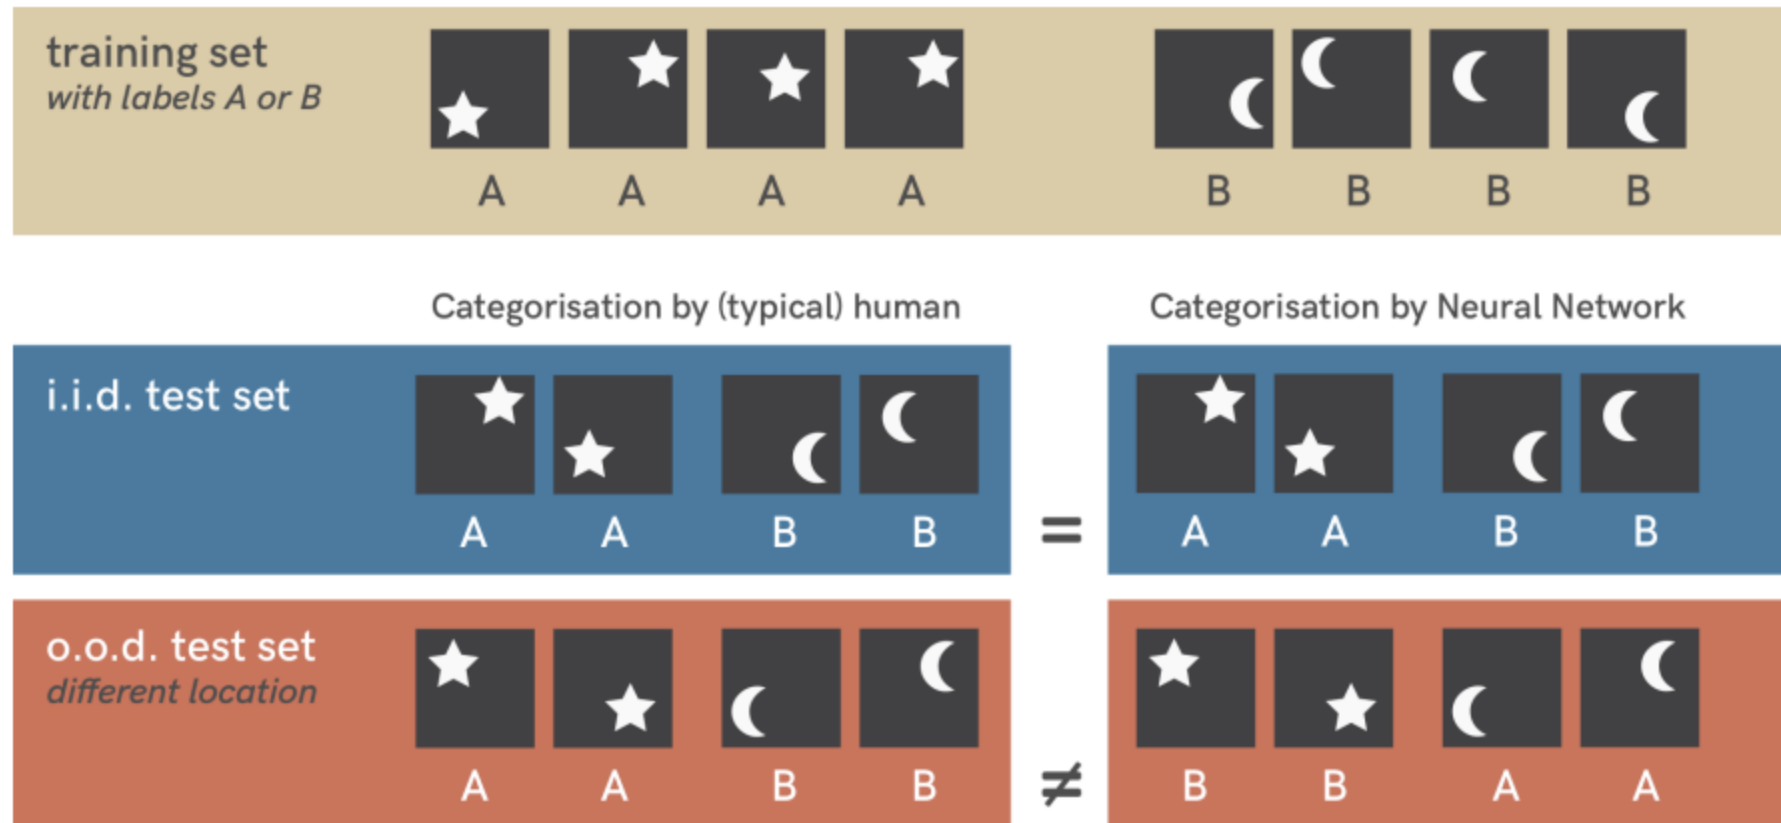 training set
with labels A or B
A A A A B B B B
Categorisation by (typical) human
Categorisation by Neural Network
i.i.d. test set
A A B B = A A B B
o.o.d. test set
different location
A A B B ≠ B B A A